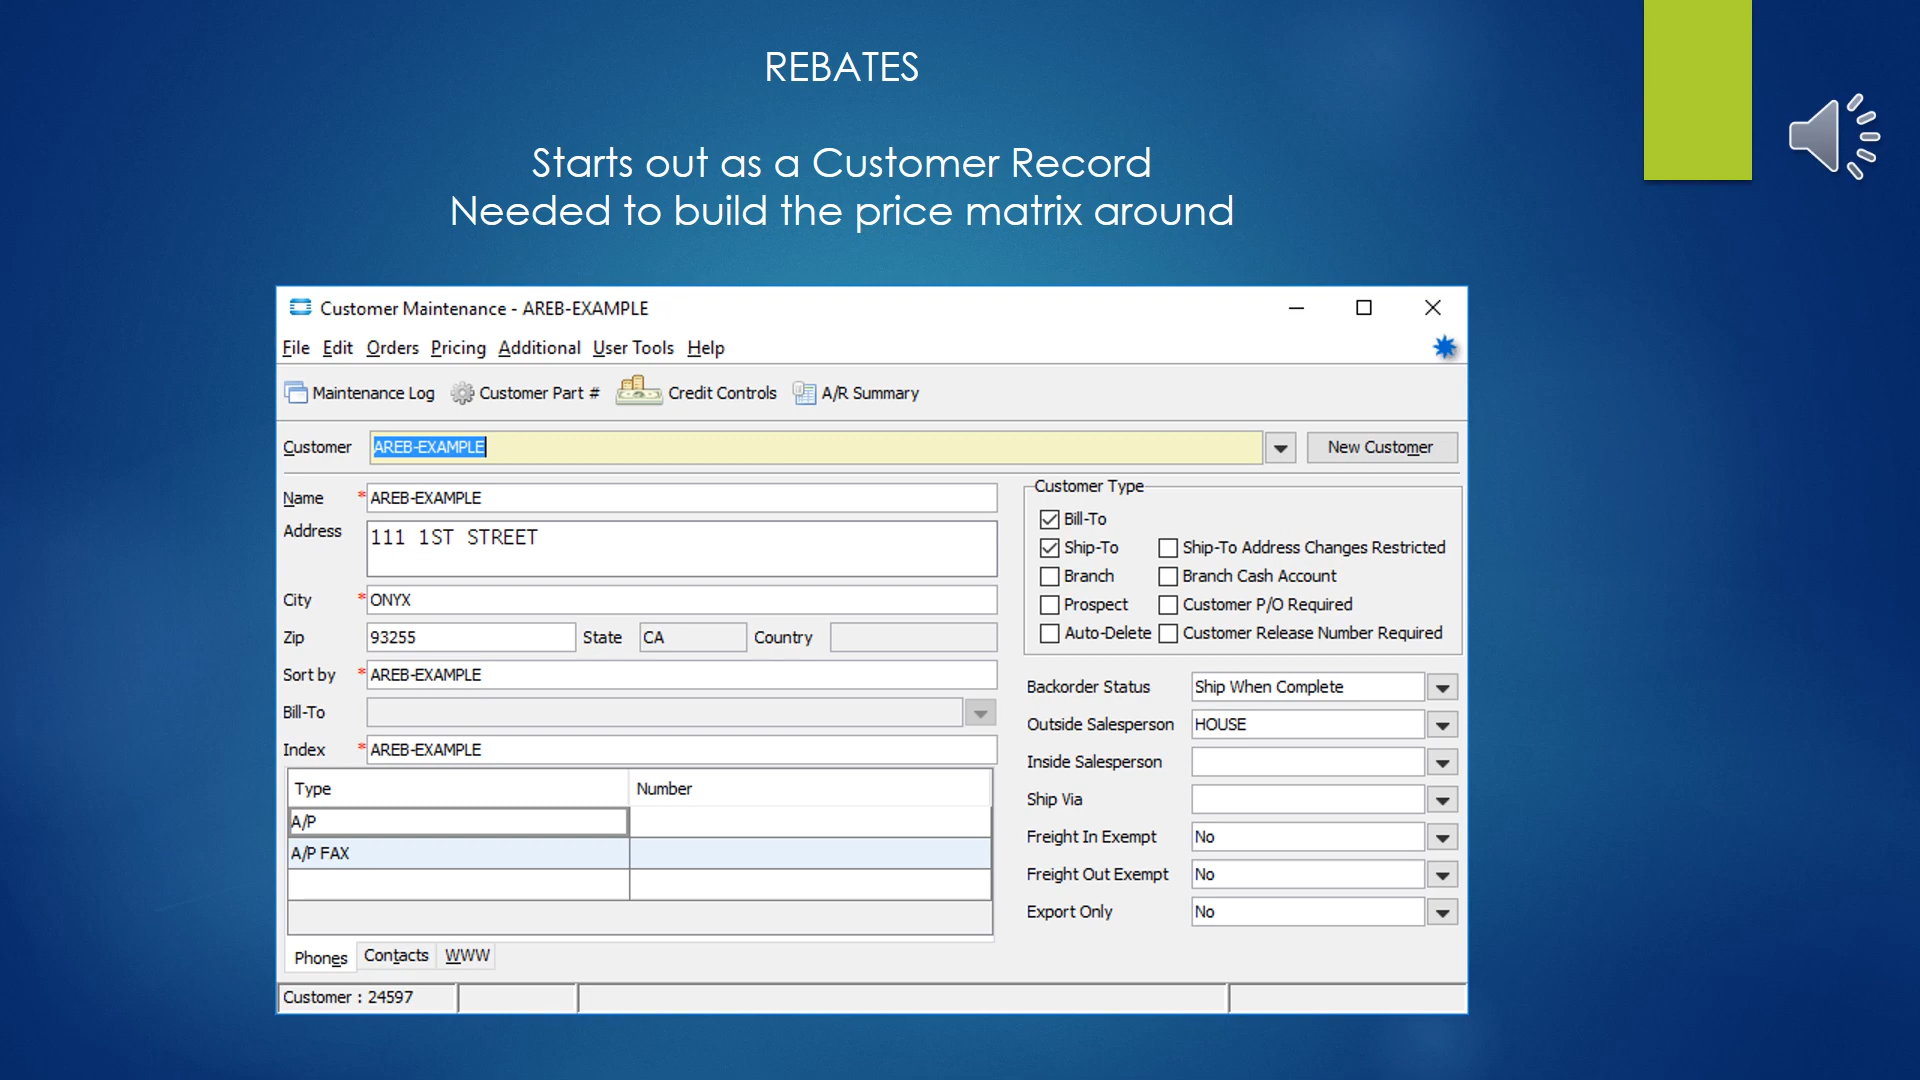 REBATES
Starts out as a Customer Record
Needed to build the price matrix around
Customer Maintenance - AREB-EXAMPLE
File Edit Orders Pricing Additional User Tools Help
Maintenance Log Customer Part # Credit Controls A/R Summary
Customer AREB-EXAMPLE New Customer
Name *AREB-EXAMPLE
Address 111 1ST STREET
City *ONYX
Zip 93255 State CA Country
Sort by *AREB-EXAMPLE
Bill-To
Index *AREB-EXAMPLE
Type Number
A/P
A/P FAX
Phones Contacts WWW
Customer Type
Bill-To
Ship-To Ship-To Address Changes Restricted
Branch Branch Cash Account
Prospect Customer P/O Required
Auto-Delete Customer Release Number Required
Backorder Status Ship When Complete
Outside Salesperson HOUSE
Inside Salesperson
Ship Via
Freight In Exempt No
Freight Out Exempt No
Export Only No
Customer : 24597